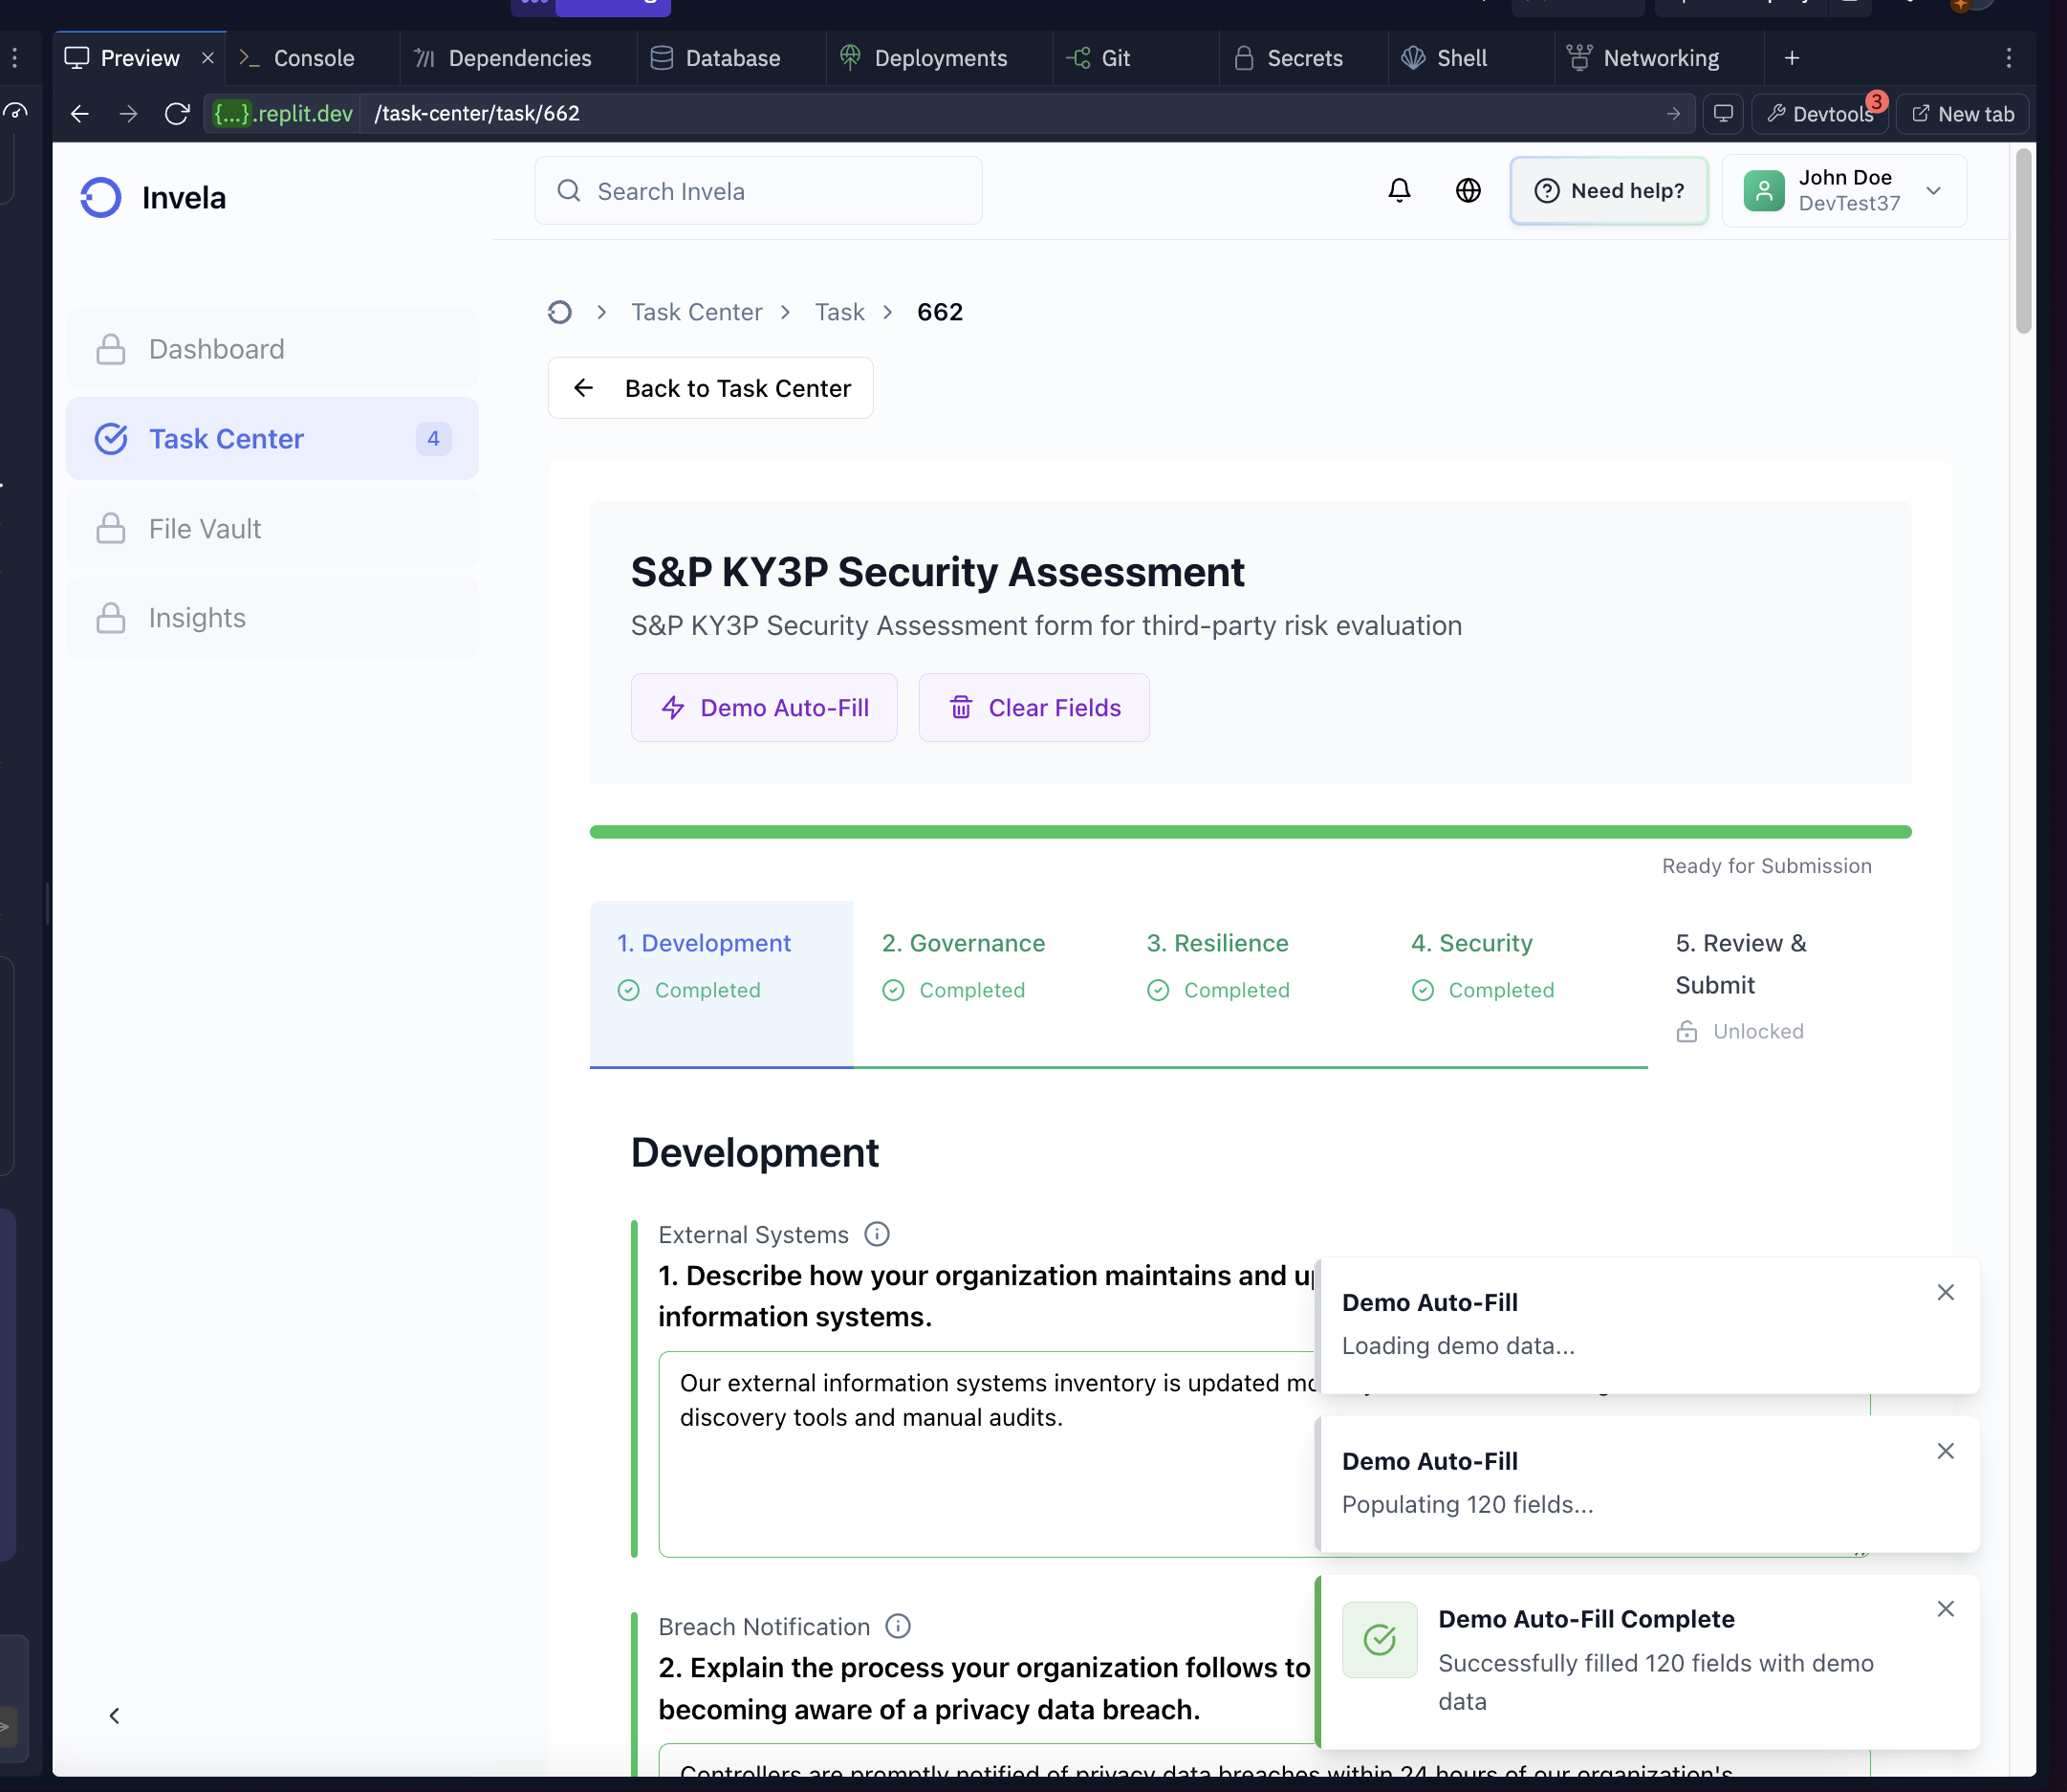 Preview
Console
Dependencies
Database
Deployments
Git
Secrets
Shell
Networking
{...}.replit.dev
/task-center/task/662
Devtools
3
New tab
Invela
Search Invela
Need help?
John Doe
DevTest37
Dashboard
Task Center
4
File Vault
Insights
Task Center
Task
662
Back to Task Center
S&P KY3P Security Assessment
S&P KY3P Security Assessment form for third-party risk evaluation
Demo Auto-Fill
Clear Fields
Ready for Submission
1. Development
Completed
2. Governance
Completed
3. Resilience
Completed
4. Security
Completed
5. Review &
Submit
Unlocked
Development
External Systems
1. Describe how your organization maintains and
information systems.
Our external information systems inventory is updated
discovery tools and manual audits.
Breach Notification
2. Explain the process your organization follows to
becoming aware of a privacy data breach.
Controllers are promptly notified of privacy data breaches within 24 hours of our organization's
Demo Auto-Fill
Loading demo data...
Demo Auto-Fill
Populating 120 fields...
Demo Auto-Fill Complete
Successfully filled 120 fields with demo
data